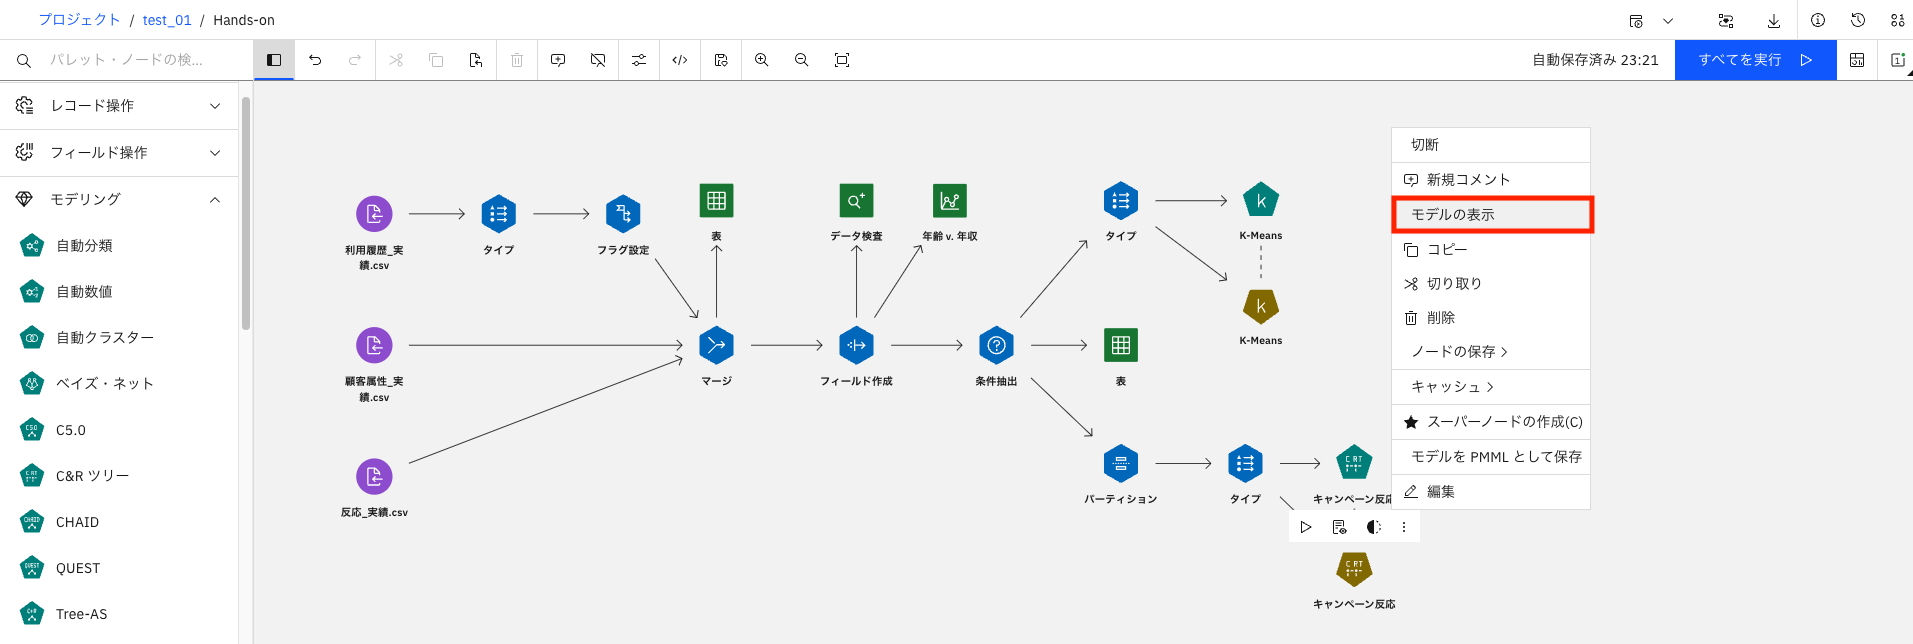 プロジェクト / test_01 / Hands-on
パレット・ノードの検...
自動保存済み 23:21
すべてを実行
レコード操作
フィールド操作
モデリング
自動分類
自動数値
自動クラスター
ベイズ・ネット
C5.0
C&R ツリー
CHAID
QUEST
Tree-AS
利用履歴_実
績.csv
タイプ
フラグ設定
表
データ検査
年齢 v. 年収
タイプ
K-Means
K-Means
顧客属性_実
績.csv
マージ
フィールド作成
条件抽出
表
反応_実績.csv
パーティション
タイプ
キャンペーン反応
キャンペーン反応
切断
新規コメント
モデルの表示
コピー
切り取り
削除
ノードの保存
キャッシュ
スーパーノードの作成(C)
モデルを PMML として保存
編集